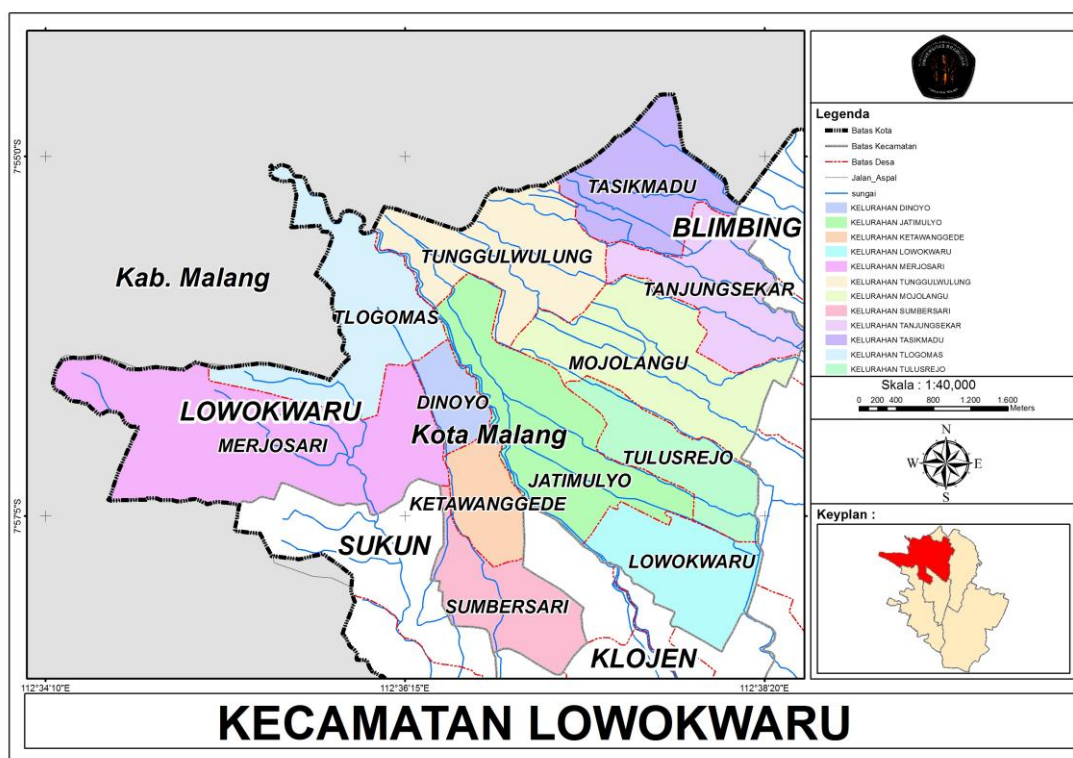 TASIKMADU
BLIMBING
TUNGGULWULUNG
Kab. Malang
TANJUNGSEKAR
TLOGOMAS
MOJOLANGU
DINOYO
LOWOKWARU
Kota Malang
MERJOSARI
TULUSREJO
JATIMULYO
KETAWANGGEDE
SUKUN
LOWOKWARU
SUMBERSARI
KLOJEN
7°55'0"S
7°57'5"S
112°34'10"E
112°36'15"E
112°38'20"E
Legenda
Batas Kota
Batas Kecamatan
Batas Desa
Jalan_Aspal
sungai
KELURAHAN DINOYO
KELURAHAN JATIMULYO
KELURAHAN KETAWANGGEDE
KELURAHAN LOWOKWARU
KELURAHAN MERJOSARI
KELURAHAN TUNGGULWULUNG
KELURAHAN MOJOLANGU
KELURAHAN SUMBERSARI
KELURAHAN TANJUNGSEKAR
KELURAHAN TASIKMADU
KELURAHAN TLOGOMAS
KELURAHAN TULUSREJO
Skala : 1:40,000
0 200 400 800 1.200 1.600
Meters
N
W E
S
Keyplan :
KECAMATAN LOWOKWARU